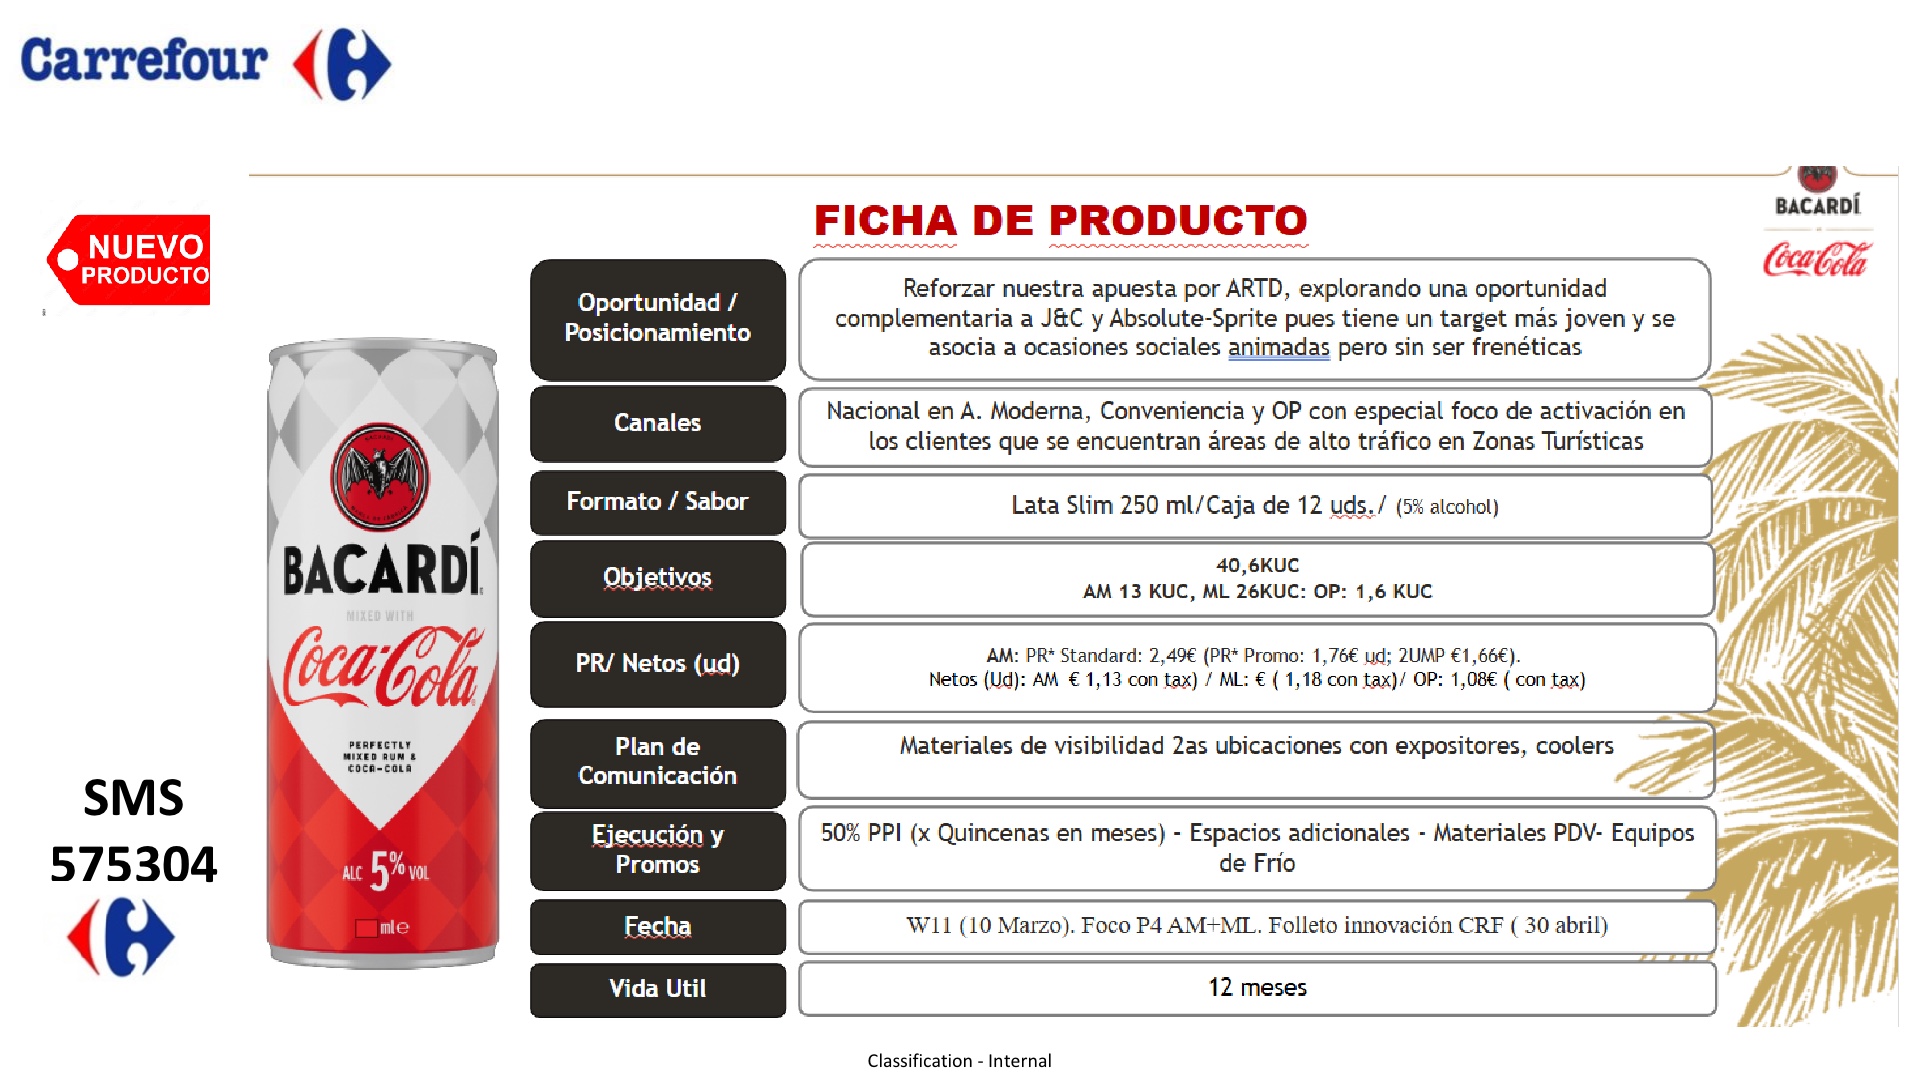 Carrefour
NUEVO
PRODUCTO
FICHA DE PRODUCTO
BACARDÍ
Coca-Cola
Oportunidad /
Posicionamiento
Reforzar nuestra apuesta por ARTD, explorando una oportunidad
complementaria a J&C y Absolute-Sprite pues tiene un target más joven y se
asocia a ocasiones sociales animadas pero sin ser frenéticas
Canales
Nacional en A. Moderna, Conveniencia y OP con especial foco de activación en
los clientes que se encuentran áreas de alto tráfico en Zonas Turísticas
Formato / Sabor
Lata Slim 250 ml/Caja de 12 uds./ (5% alcohol)
Objetivos
40,6KUC
AM 13 KUC, ML 26KUC: OP: 1,6 KUC
PR/ Netos (ud)
AM: PR* Standard: 2,49€ (PR* Promo: 1,76€ ud; 2UMP €1,66€).
Netos (Ud): AM € 1,13 con tax) / ML: € ( 1,18 con tax)/ OP: 1,08€ ( con tax)
Plan de
Comunicación
Materiales de visibilidad 2as ubicaciones con expositores, coolers
Ejecución y
Promos
50% PPI (x Quincenas en meses) - Espacios adicionales - Materiales PDV- Equipos
de Frío
Fecha
W11 (10 Marzo). Foco P4 AM+ML. Folleto innovación CRF ( 30 abril)
Vida Util
12 meses
BACARDÍ
MIXED WITH
Coca-Cola
PERFECTLY
MIXED RUM &
COCA-COLA
ALC 5% VOL
ml e
SMS
575304
Classification - Internal